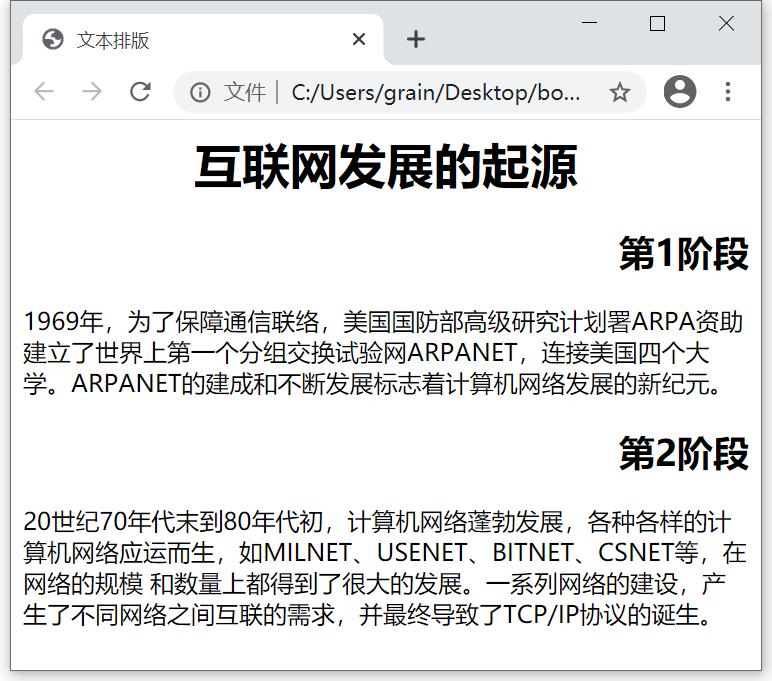 文本排版
文件 | C:/Users/grain/Desktop/bo...
互联网发展的起源
第1阶段
1969年，为了保障通信联络，美国国防部高级研究计划署ARPA资助
建立了世界上第一个分组交换试验网ARPANET，连接美国四个大
学。ARPANET的建成和不断发展标志着计算机网络发展的新纪元。
第2阶段
20世纪70年代末到80年代初，计算机网络蓬勃发展，各种各样的计
算机网络应运而生，如MILNET、USENET、BITNET、CSNET等，在
网络的规模 和数量上都得到了很大的发展。一系列网络的建设，产
生了不同网络之间互联的需求，并最终导致了TCP/IP协议的诞生。